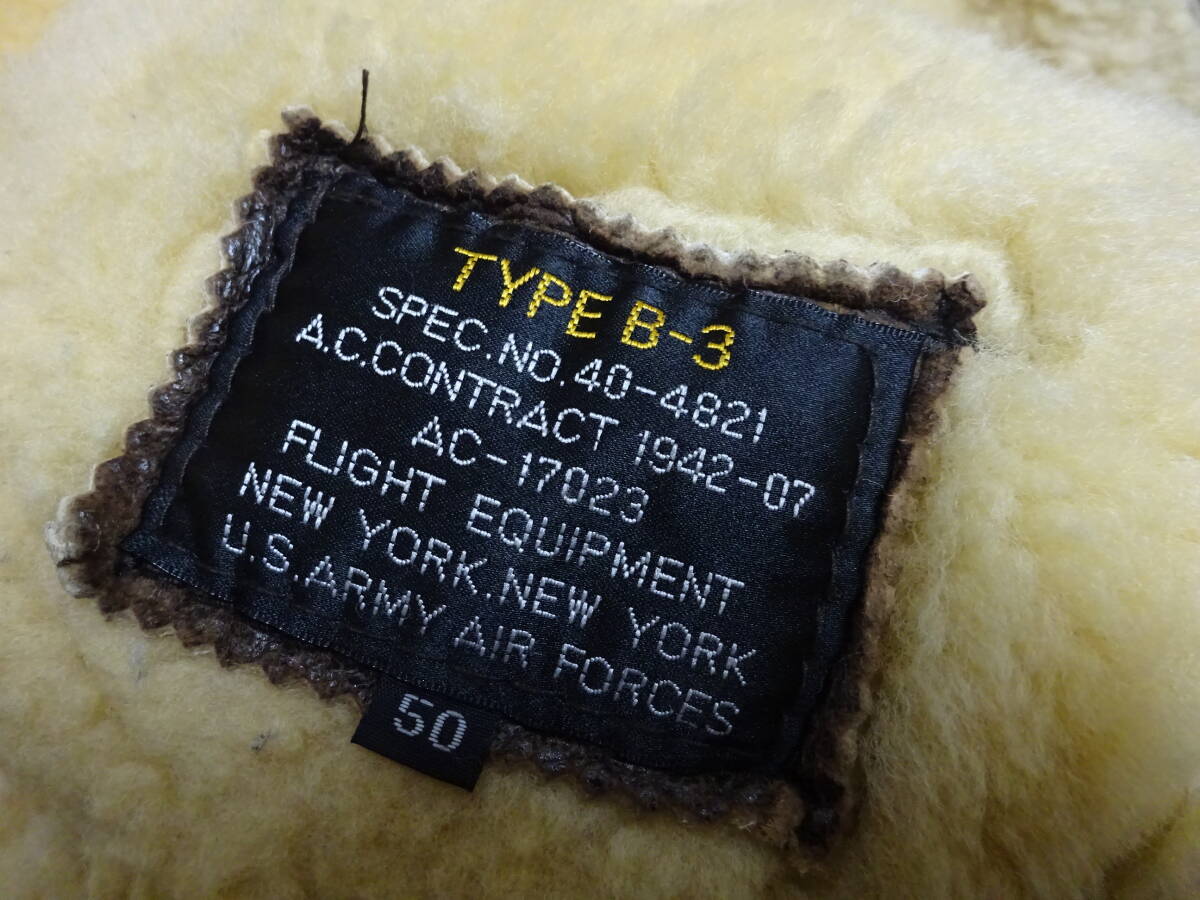 TYPE B-3
SPEC.NO.40-4821
A.C.CONTRACT 1942-07
AC-17023
FLIGHT EQUIPMENT
NEW YORK.NEW YORK
U.S.ARMY AIR FORCES
50